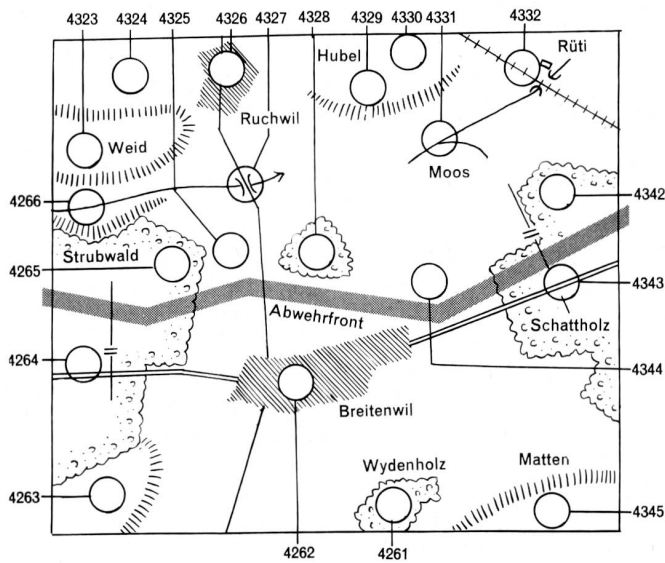 4323 4324 4325 4326 4327 4328 4329 4330 4331 4332
Hubel
Rüti
Ruchwil
Weid
Moos
4266
4342
Strubwald
4265
4343
Abwehrfront
Schattholz
4264
4344
Breitenwil
Wydenholz
Matten
4263
4345
4262
4261